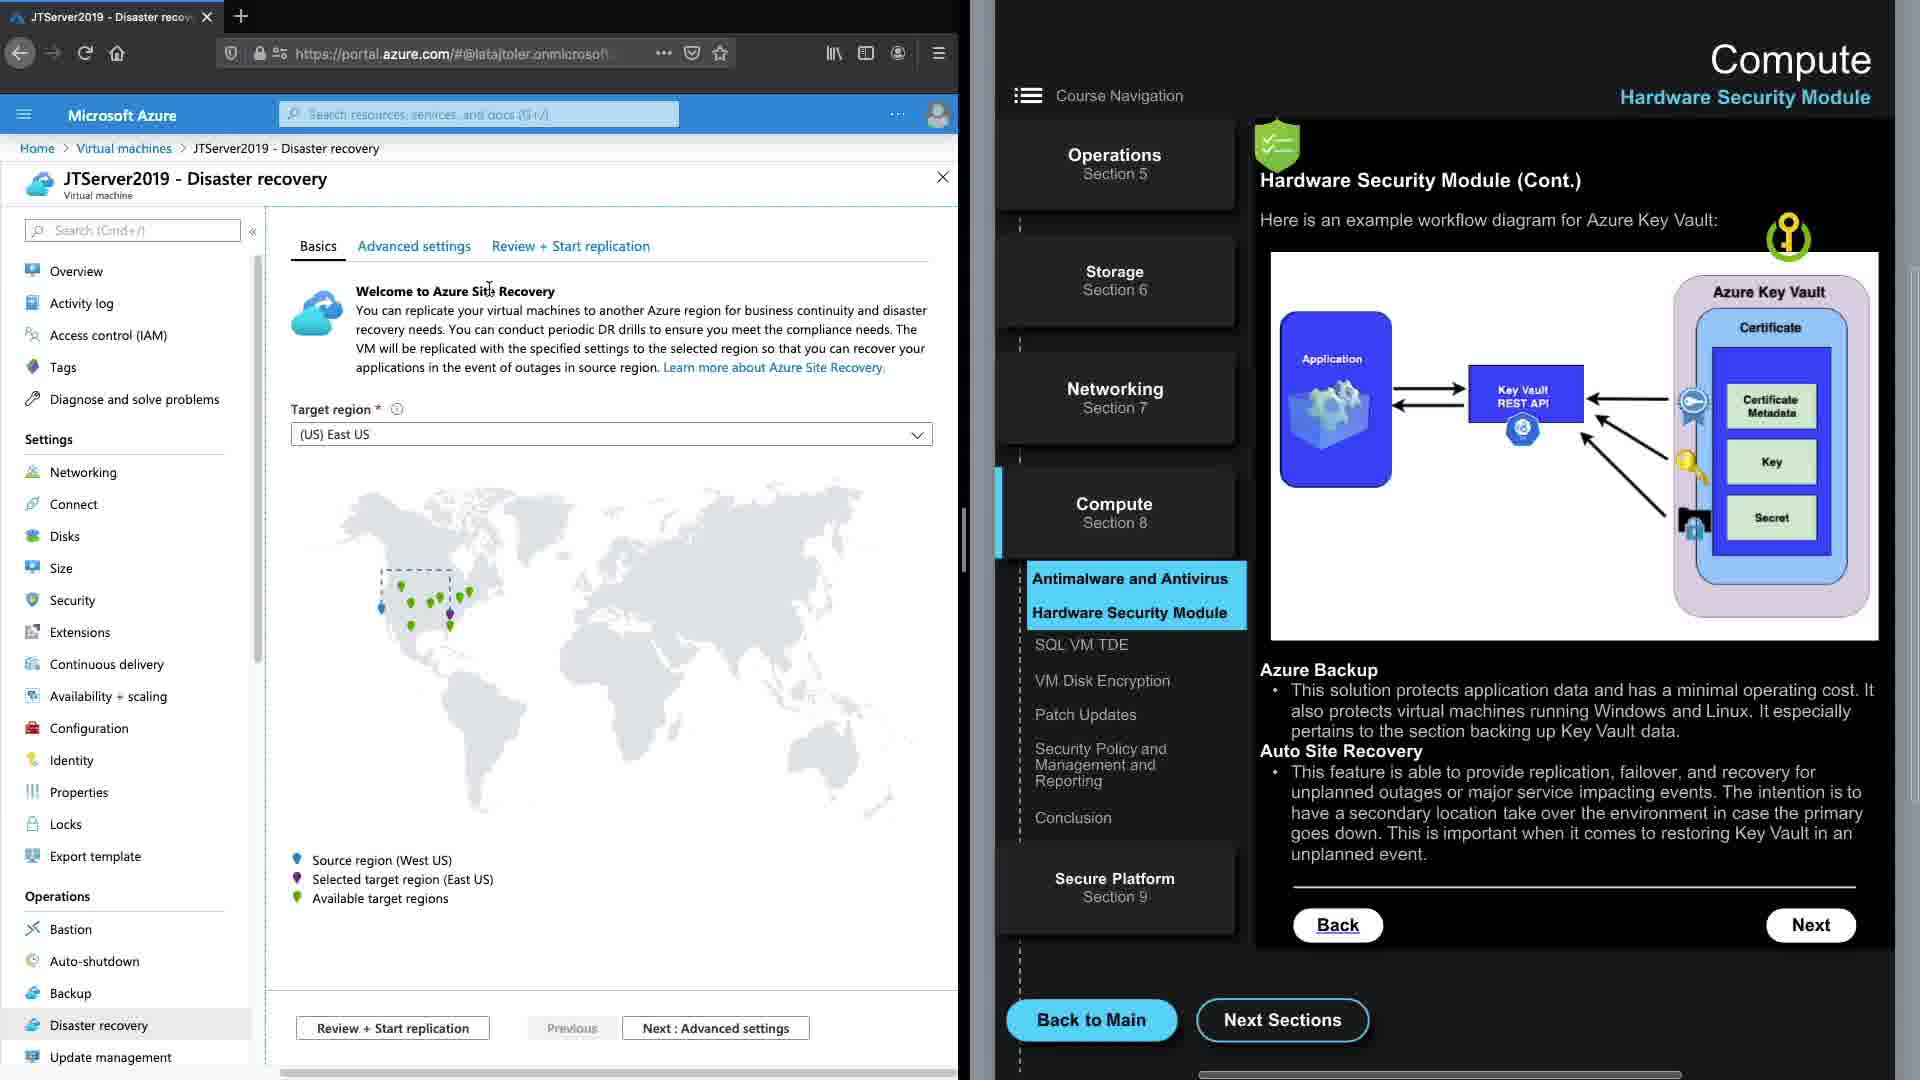 JTServer2019 - Disaster recov
https://portal.azure.com/#@latajtoler.onmicrosof
Microsoft Azure
Search resources, services, and docs (G+/)
Home > Virtual machines > JTServer2019 - Disaster recovery
JTServer2019 - Disaster recovery
Virtual machine
Search (Cmd+/)
Overview
Activity log
Access control (IAM)
Tags
Diagnose and solve problems
Settings
Networking
Connect
Disks
Size
Security
Extensions
Continuous delivery
Availability + scaling
Configuration
Identity
Properties
Locks
Export template
Operations
Bastion
Auto-shutdown
Backup
Disaster recovery
Update management
Basics
Advanced settings
Review + Start replication
Welcome to Azure Site Recovery
You can replicate your virtual machines to another Azure region for business continuity and disaster
recovery needs. You can conduct periodic DR drills to ensure you meet the compliance needs. The
VM will be replicated with the specified settings to the selected region so that you can recover your
applications in the event of outages in source region. Learn more about Azure Site Recovery.
Target region *
(US) East US
Source region (West US)
Selected target region (East US)
Available target regions
Review + Start replication
Previous
Next : Advanced settings
Compute
Hardware Security Module
Course Navigation
Operations
Section 5
Storage
Section 6
Networking
Section 7
Compute
Section 8
Antimalware and Antivirus
Hardware Security Module
SQL VM TDE
VM Disk Encryption
Patch Updates
Security Policy and
Management and
Reporting
Conclusion
Secure Platform
Section 9
Back to Main
Next Sections
Hardware Security Module (Cont.)
Here is an example workflow diagram for Azure Key Vault:
Application
Key Vault
REST API
Azure Key Vault
Certificate
Certificate
Metadata
Key
Secret
Azure Backup
• This solution protects application data and has a minimal operating cost. It
also protects virtual machines running Windows and Linux. It especially
pertains to the section backing up Key Vault data.
Auto Site Recovery
• This feature is able to provide replication, failover, and recovery for
unplanned outages or major service impacting events. The intention is to
have a secondary location take over the environment in case the primary
goes down. This is important when it comes to restoring Key Vault in an
unplanned event.
Back
Next